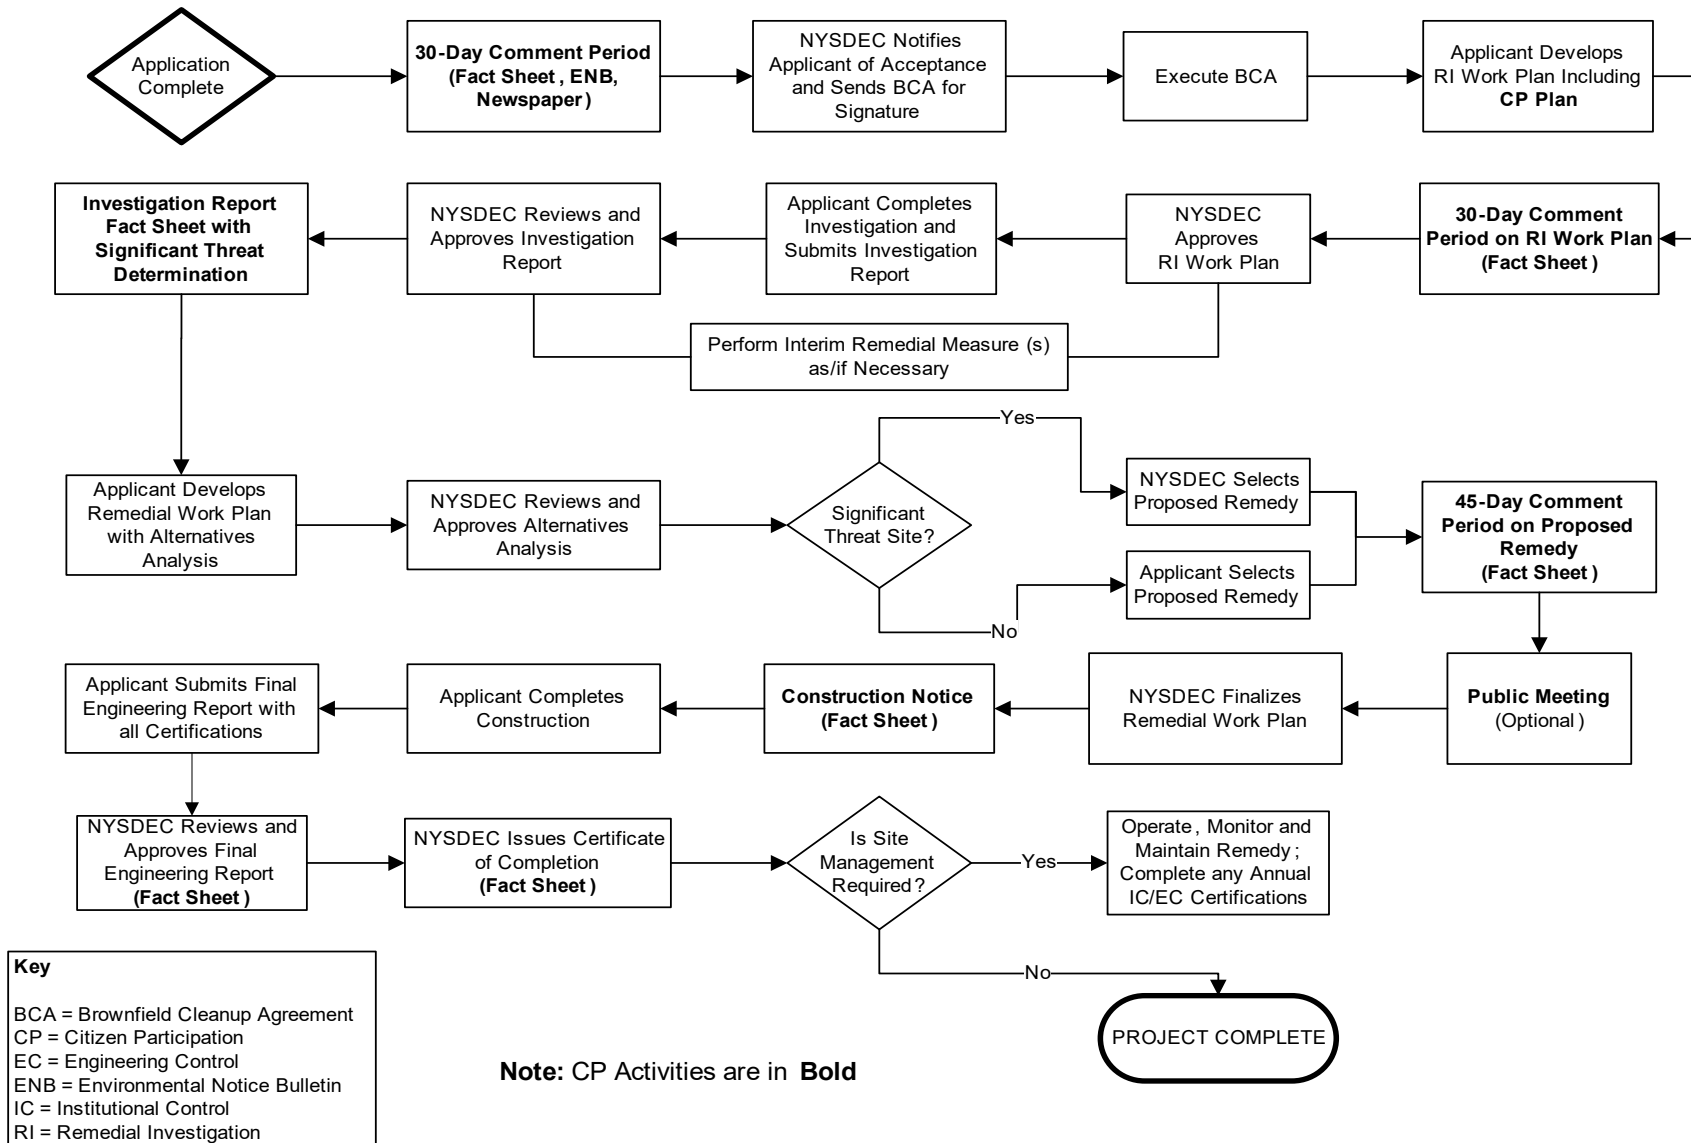 Application
Complete
30-Day Comment Period
(Fact Sheet, ENB,
Newspaper)
NYSDEC Notifies
Applicant of Acceptance
and Sends BCA for
Signature
Execute BCA
Applicant Develops
RI Work Plan Including
CP Plan
30-Day Comment
Period on RI Work Plan
(Fact Sheet)
NYSDEC
Approves
RI Work Plan
Applicant Completes
Investigation and
Submits Investigation
Report
NYSDEC Reviews and
Approves Investigation
Report
Investigation Report
Fact Sheet with
Significant Threat
Determination
Perform Interim Remedial Measure (s)
as/if Necessary
Applicant Develops
Remedial Work Plan
with Alternatives
Analysis
NYSDEC Reviews and
Approves Alternatives
Analysis
Significant
Threat Site?
Yes
No
NYSDEC Selects
Proposed Remedy
Applicant Selects
Proposed Remedy
45-Day Comment
Period on Proposed
Remedy
(Fact Sheet)
Public Meeting
(Optional)
NYSDEC Finalizes
Remedial Work Plan
Construction Notice
(Fact Sheet)
Applicant Completes
Construction
Applicant Submits Final
Engineering Report with
all Certifications
NYSDEC Reviews and
Approves Final
Engineering Report
(Fact Sheet)
NYSDEC Issues Certificate
of Completion
(Fact Sheet)
Is Site
Management
Required?
Yes
Operate, Monitor and
Maintain Remedy;
Complete any Annual
IC/EC Certifications
No
PROJECT COMPLETE
Key
BCA = Brownfield Cleanup Agreement
CP = Citizen Participation
EC = Engineering Control
ENB = Environmental Notice Bulletin
IC = Institutional Control
RI = Remedial Investigation
Note: CP Activities are in Bold